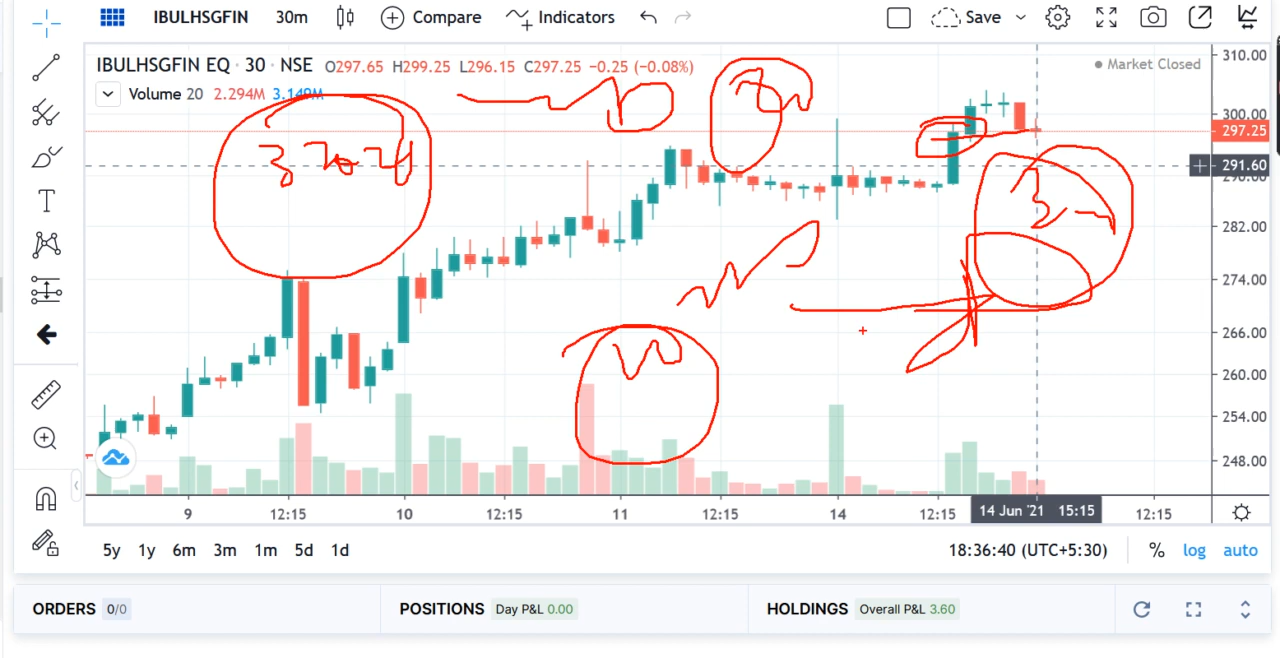 IBULHSGFIN 30m Compare Indicators Save
IBULHSGFIN EQ · 30 · NSE O297.65 H299.25 L296.15 C297.25 −0.25 (−0.08%)
Market Closed
Volume 20 2.294M 3.149M
310.00
300.00
297.25
291.60
290.00
282.00
274.00
266.00
260.00
254.00
248.00
9 12:15 10 12:15 11 12:15 14 12:15 14 Jun '21 15:15 12:15
5y 1y 6m 3m 1m 5d 1d 18:36:40 (UTC+5:30) % log auto
ORDERS 0/0 POSITIONS Day P&L 0.00 HOLDINGS Overall P&L 3.60